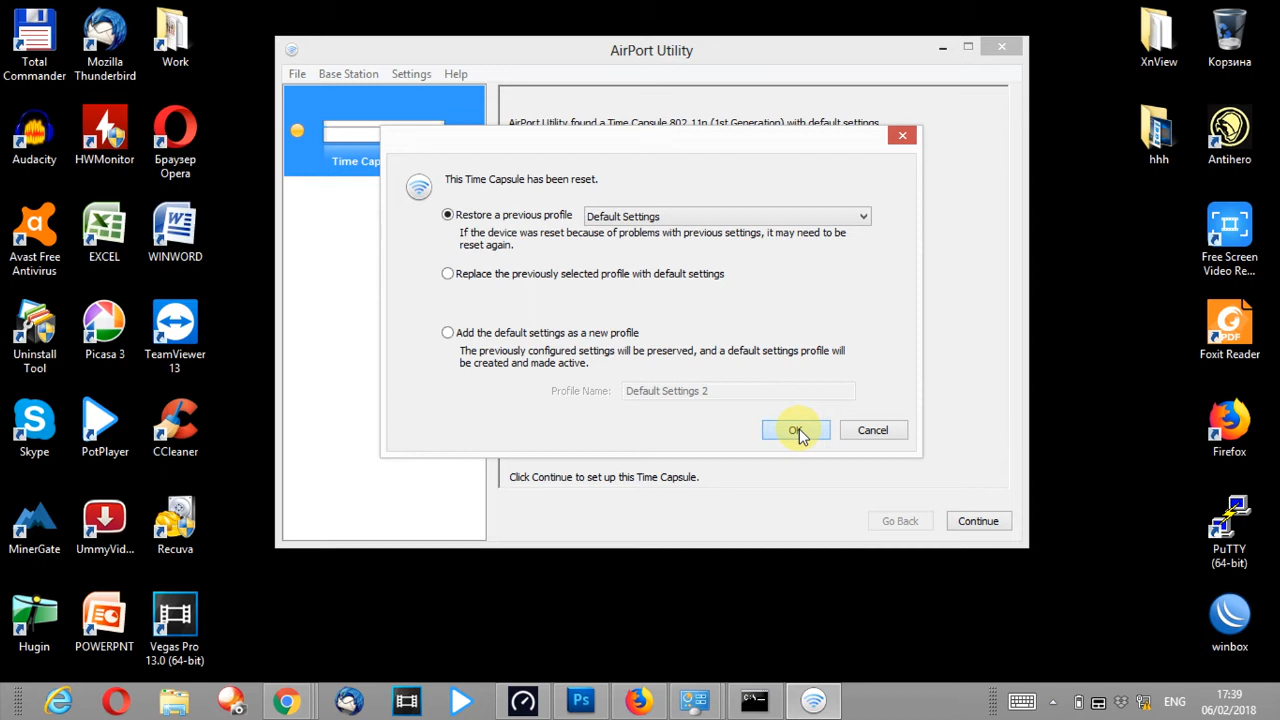 Total
Commander
Mozilla
Thunderbird
Work
Audacity
HWMonitor
Браузер
Opera
Avast Free
Antivirus
EXCEL
WINWORD
Uninstall
Tool
Picasa 3
TeamViewer
13
Skype
PotPlayer
CCleaner
MinerGate
UmmyVid...
Recuva
Hugin
POWERPNT
Vegas Pro
13.0 (64-bit)
AirPort Utility
File Base Station Settings Help
AirPort Utility found a Time Capsule 802.11n (1st Generation) with default settings
Time Cap
This Time Capsule has been reset.
Restore a previous profile Default Settings
If the device was reset because of problems with previous settings, it may need to be
reset again.
Replace the previously selected profile with default settings
Add the default settings as a new profile
The previously configured settings will be preserved, and a default settings profile will
be created and made active.
Profile Name: Default Settings 2
OK Cancel
Click Continue to set up this Time Capsule.
Go Back Continue
XnView
Корзина
hhh
Antihero
Free Screen
Video Re...
PDF
Foxit Reader
Firefox
PuTTY
(64-bit)
winbox
Ps
C:\
ENG
17:39
06/02/2018